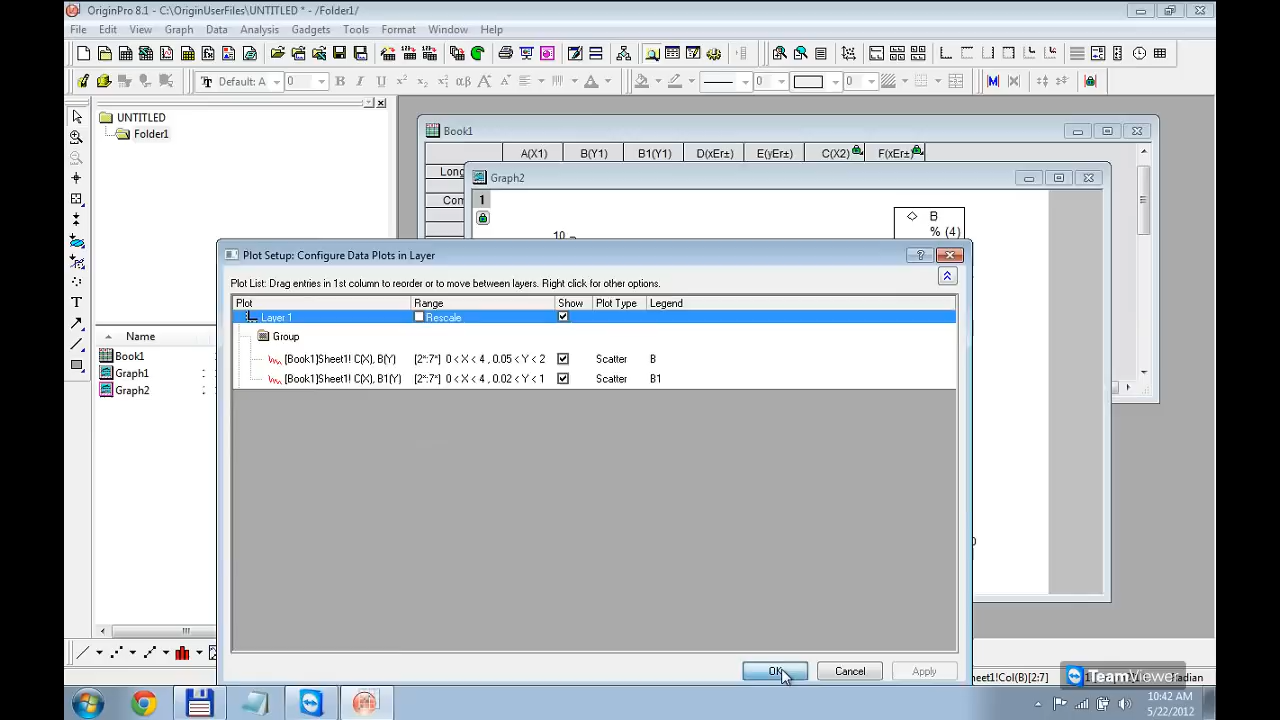 OriginPro 8.1 - C:\OriginUserFiles\UNTITLED * - /Folder1/
File Edit View Graph Data Analysis Gadgets Tools Format Window Help
Default: A 0 B I U 0 0
UNTITLED
Folder1
Book1
A(X1) B(Y1) B1(Y1) D(xEr±) E(yEr±) C(X2) F(xEr±)
Long
Com
Graph2
1
B
% (4)
10
Plot Setup: Configure Data Plots in Layer
Plot List: Drag entries in 1st column to reorder or to move between layers. Right click for other options.
Plot Range Show Plot Type Legend
Layer 1 Rescale
Group
[Book1]Sheet1! C(X), B(Y) [2*:7*] 0 < X < 4 , 0.05 < Y < 2 Scatter B
[Book1]Sheet1! C(X), B1(Y) [2*:7*] 0 < X < 4 , 0.02 < Y < 1 Scatter B1
Name
Book1
Graph1
Graph2
OK Cancel Apply
TeamViewer
Radian
10:42 AM
5/22/2012